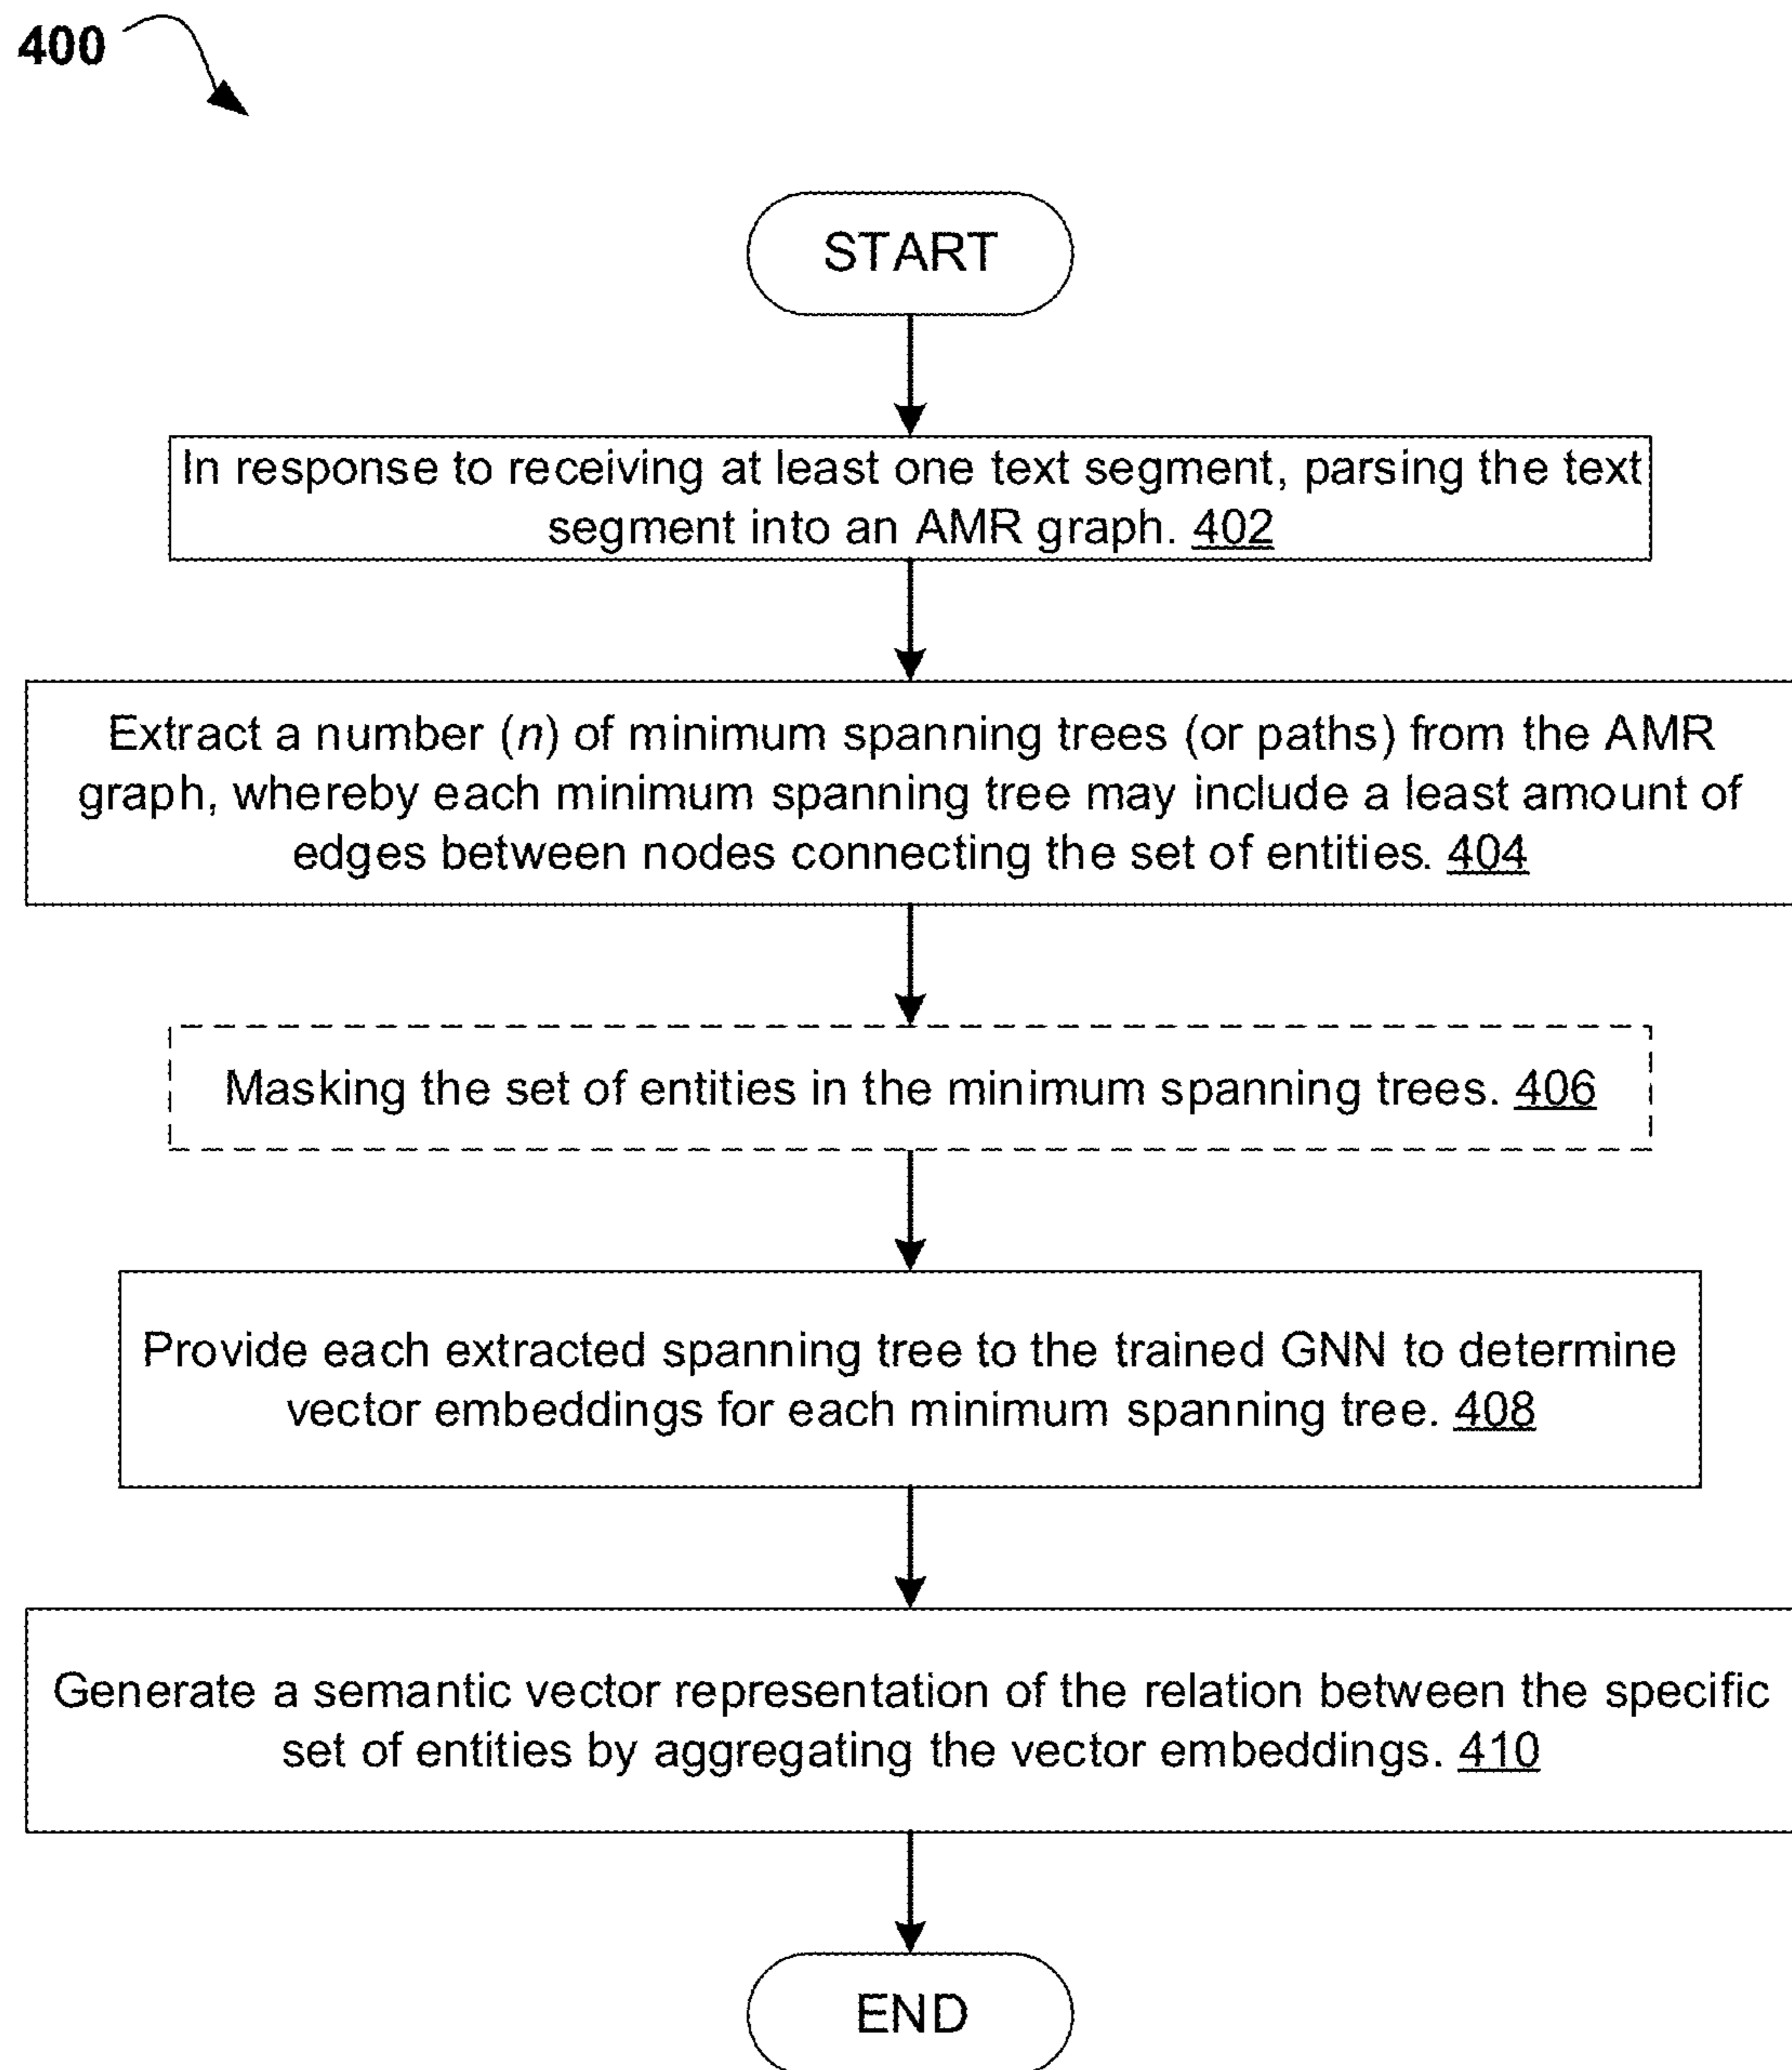 400
START
In response to receiving at least one text segment, parsing the text
segment into an AMR graph. 402
Extract a number (n) of minimum spanning trees (or paths) from the AMR
graph, whereby each minimum spanning tree may include a least amount of
edges between nodes connecting the set of entities. 404
Masking the set of entities in the minimum spanning trees. 406
Provide each extracted spanning tree to the trained GNN to determine
vector embeddings for each minimum spanning tree. 408
Generate a semantic vector representation of the relation between the specific
set of entities by aggregating the vector embeddings. 410
END